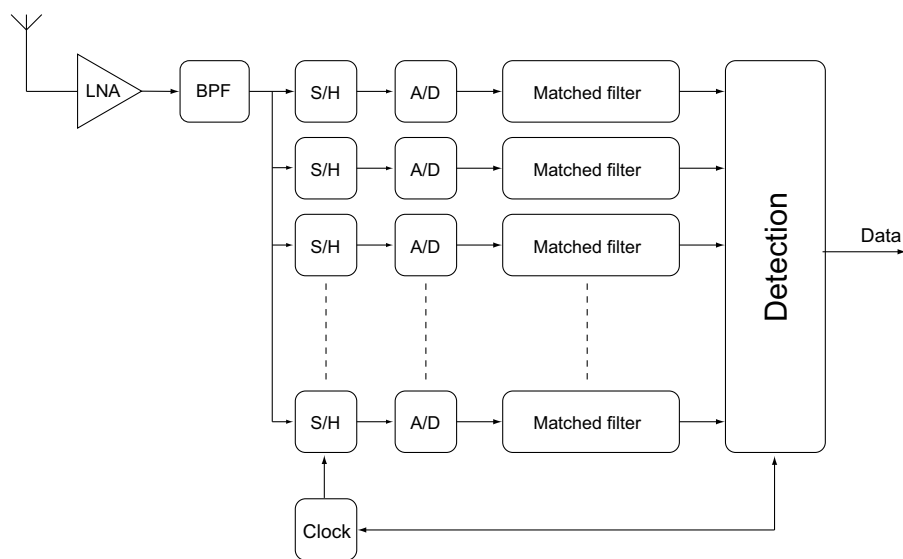 LNA
BPF
S/H
A/D
Matched filter
S/H
A/D
Matched filter
S/H
A/D
Matched filter
S/H
A/D
Matched filter
Detection
Data
Clock